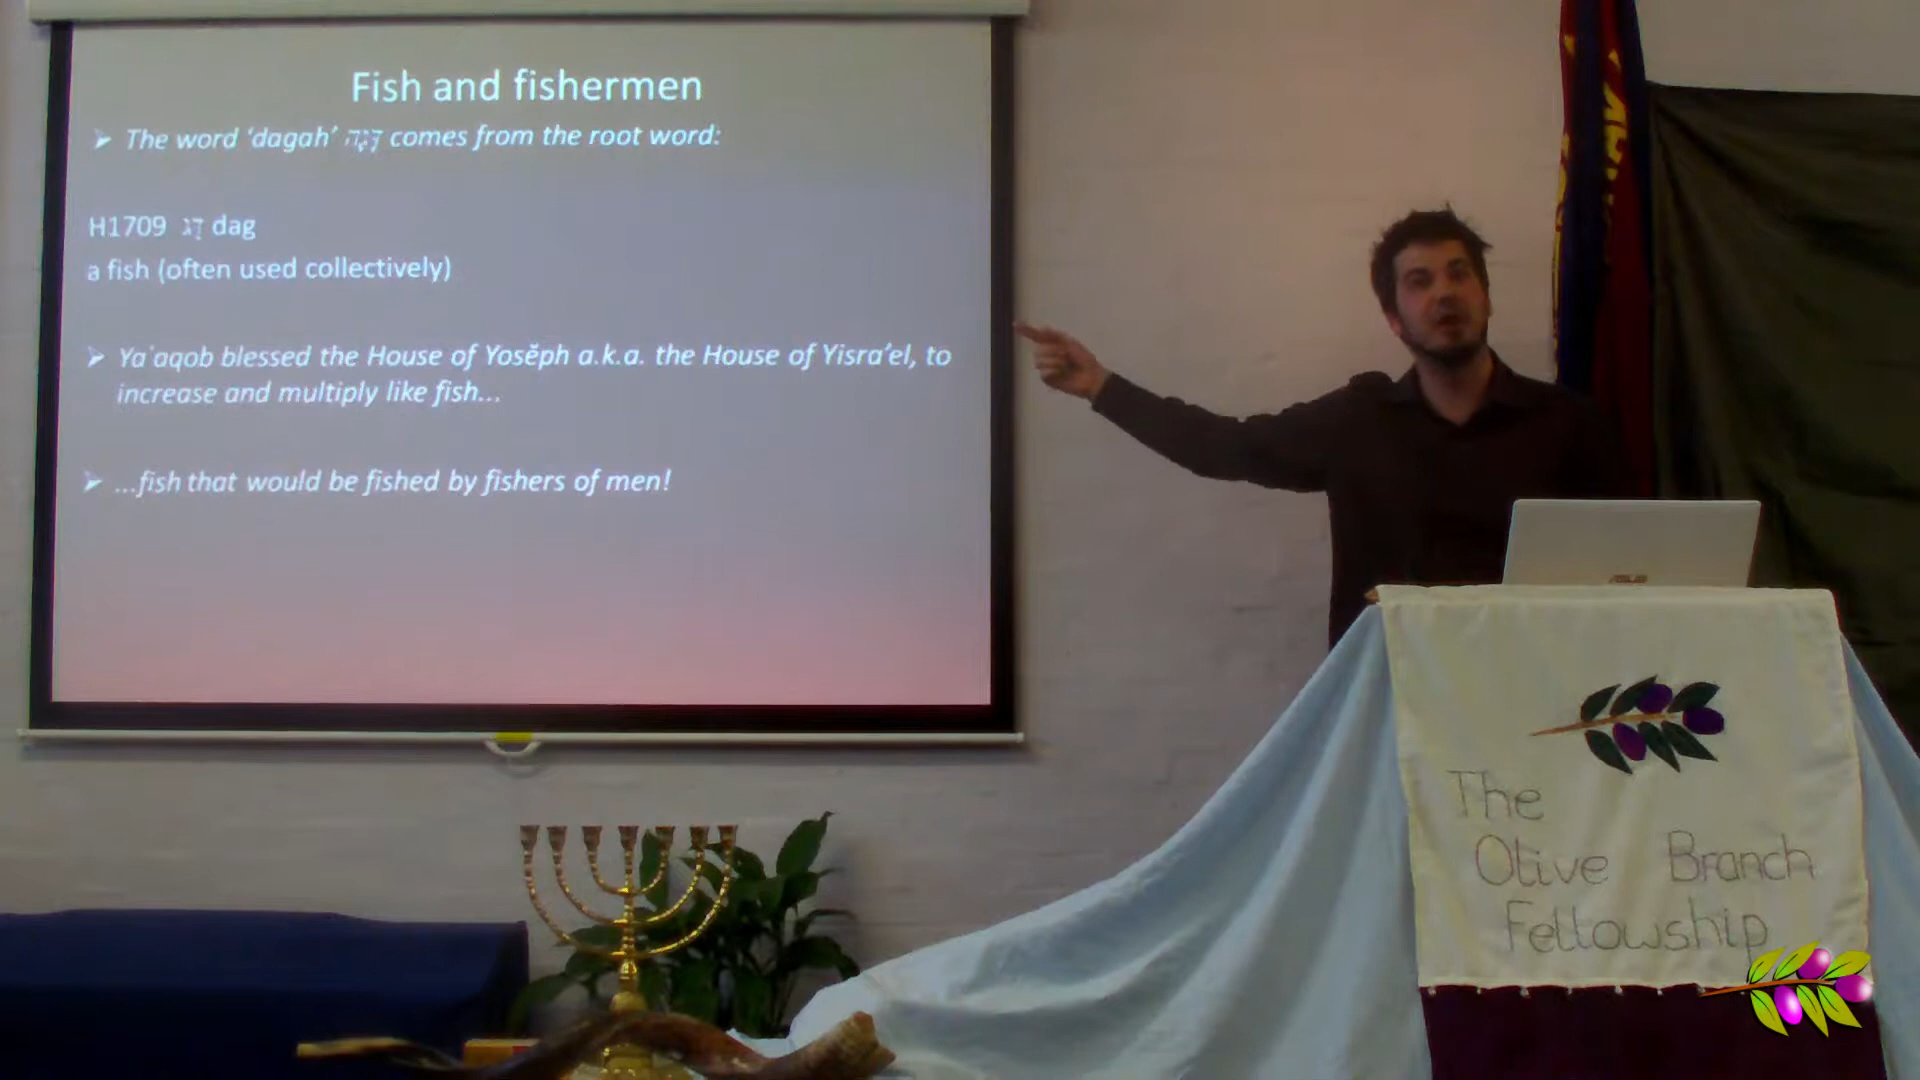 Fish and fishermen
➢ The word ‘dagah’ דָּגָה comes from the root word:
H1709 דָּג dag
a fish (often used collectively)
➢ Ya‛aqob blessed the House of Yosĕph a.k.a. the House of Yisra’el, to
increase and multiply like fish...
➢ ...fish that would be fished by fishers of men!
ASUS
The
Olive Branch
Fellowship